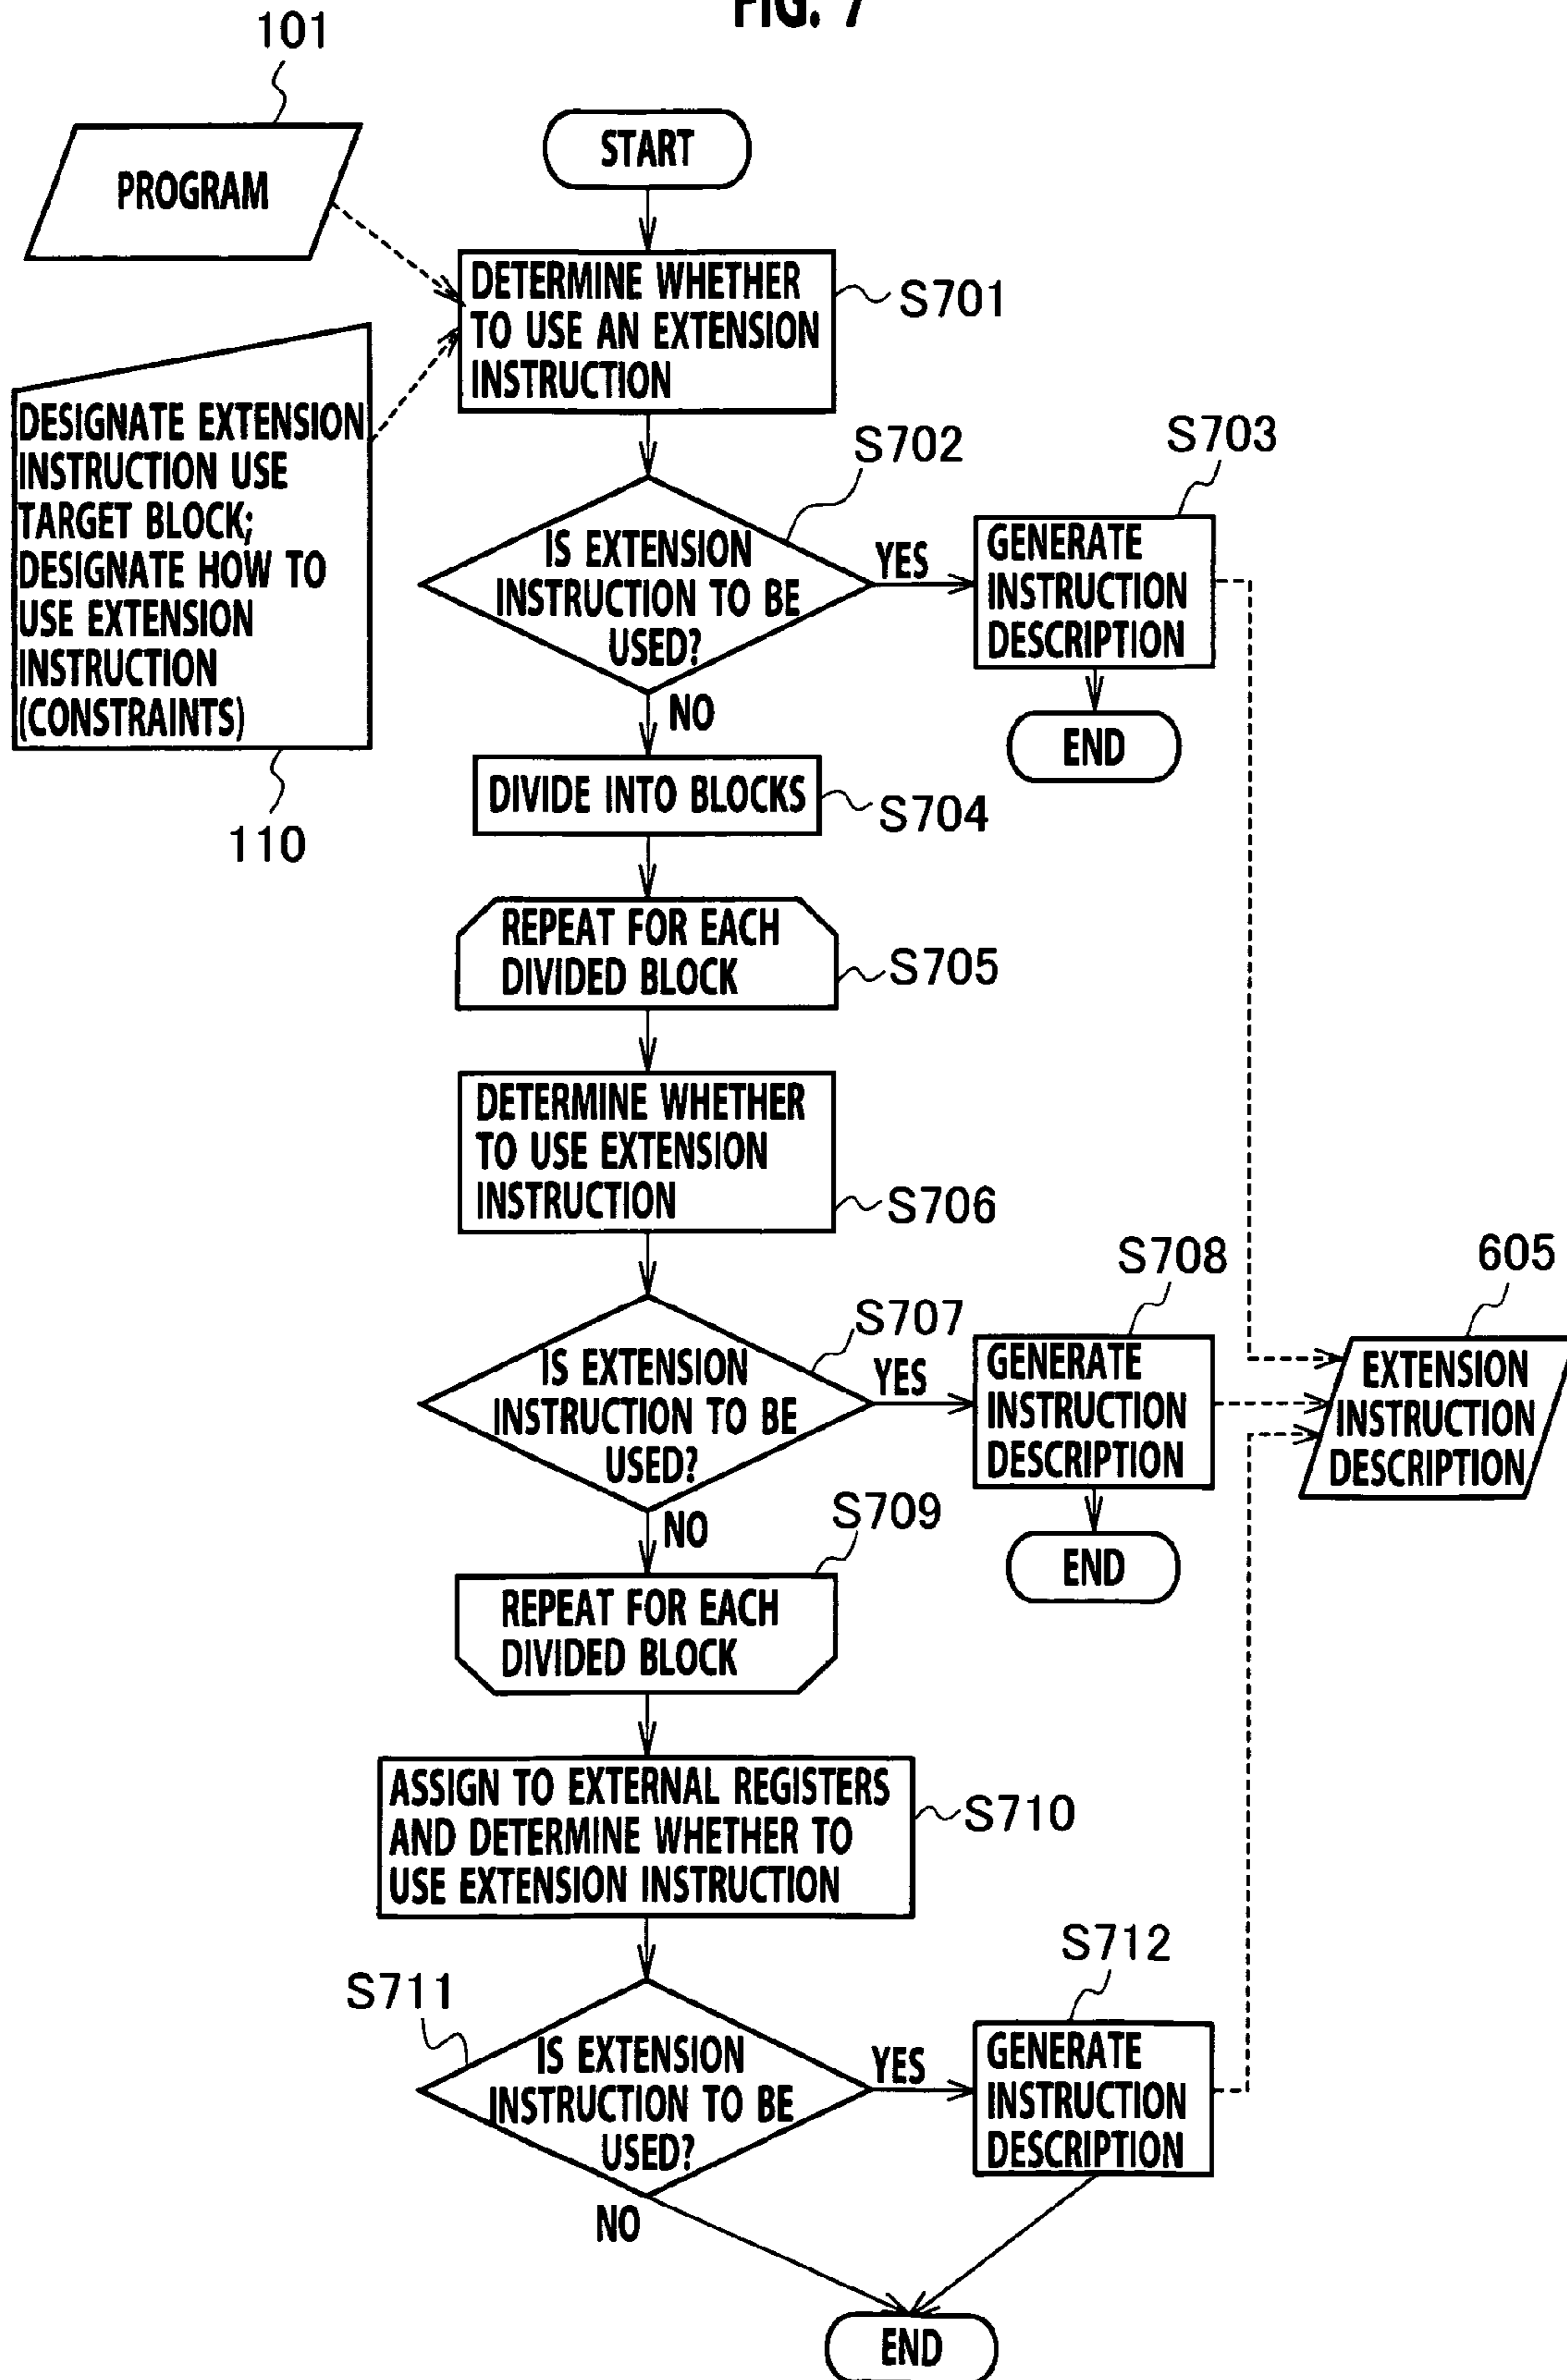 FIG. 7
101
PROGRAM
START
DETERMINE WHETHER
TO USE AN EXTENSION
INSTRUCTION
S701
DESIGNATE EXTENSION
INSTRUCTION USE
TARGET BLOCK;
DESIGNATE HOW TO
USE EXTENSION
INSTRUCTION
(CONSTRAINTS)
110
S702
IS EXTENSION
INSTRUCTION TO BE
USED?
YES
NO
S703
GENERATE
INSTRUCTION
DESCRIPTION
END
DIVIDE INTO BLOCKS
S704
REPEAT FOR EACH
DIVIDED BLOCK
S705
DETERMINE WHETHER
TO USE EXTENSION
INSTRUCTION
S706
S707
IS EXTENSION
INSTRUCTION TO BE
USED?
YES
NO
S708
GENERATE
INSTRUCTION
DESCRIPTION
END
605
EXTENSION
INSTRUCTION
DESCRIPTION
S709
REPEAT FOR EACH
DIVIDED BLOCK
ASSIGN TO EXTERNAL REGISTERS
AND DETERMINE WHETHER TO
USE EXTENSION INSTRUCTION
S710
S711
IS EXTENSION
INSTRUCTION TO BE
USED?
YES
NO
S712
GENERATE
INSTRUCTION
DESCRIPTION
END